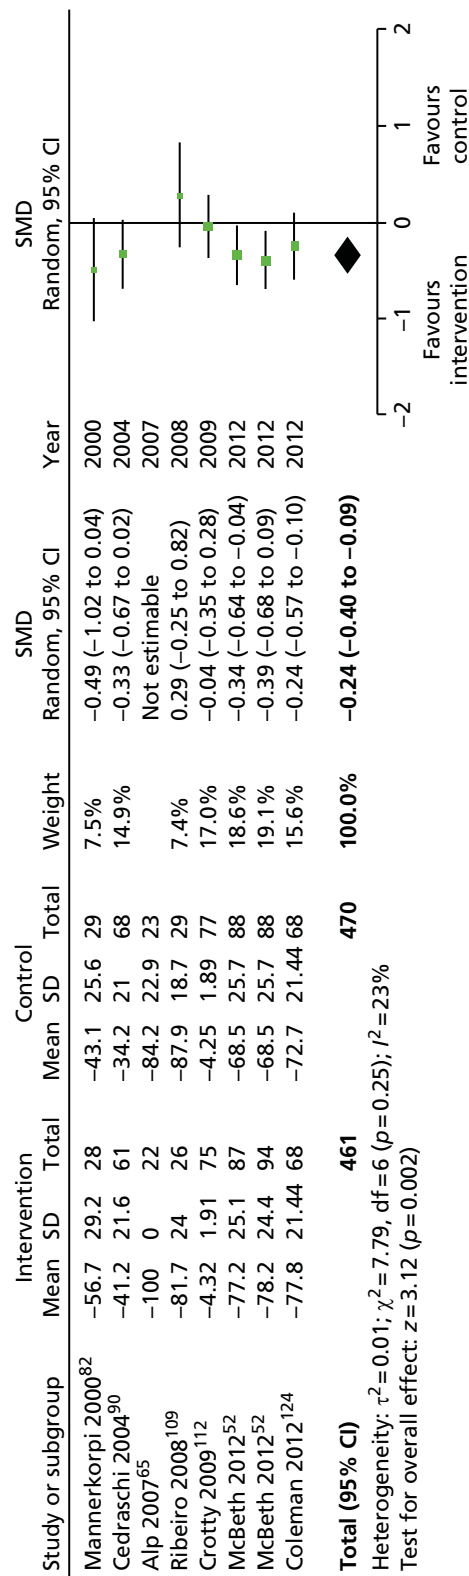 Intervention Control SMD SMD
Study or subgroup Mean SD Total Mean SD Total Weight Random, 95% CI Year Random, 95% CI
Mannerkorpi 2000⁸² −56.7 29.2 28 −43.1 25.6 29 7.5% −0.49 (−1.02 to 0.04) 2000
Cedraschi 2004⁹⁰ −41.2 21.6 61 −34.2 21 68 14.9% −0.33 (−0.67 to 0.02) 2004
Alp 2007⁶⁵ −100 0 22 −84.2 22.9 23 Not estimable 2007
Ribeiro 2008¹⁰⁹ −81.7 24 26 −87.9 18.7 29 7.4% 0.29 (−0.25 to 0.82) 2008
Crotty 2009¹¹² −4.32 1.91 75 −4.25 1.89 77 17.0% −0.04 (−0.35 to 0.28) 2009
McBeth 2012⁵² −77.2 25.1 87 −68.5 25.7 88 18.6% −0.34 (−0.64 to −0.04) 2012
McBeth 2012⁵² −78.2 24.4 94 −68.5 25.7 88 19.1% −0.39 (−0.68 to 0.09) 2012
Coleman 2012¹²⁴ −77.8 21.44 68 −72.7 21.44 68 15.6% −0.24 (−0.57 to −0.10) 2012
Total (95% CI) 461 470 100.0% −0.24 (−0.40 to −0.09)
Heterogeneity: τ²=0.01; χ²=7.79, df=6 (p=0.25); I²=23%
Test for overall effect: z=3.12 (p=0.002)
−2 −1 0 1 2
Favours Favours
intervention control